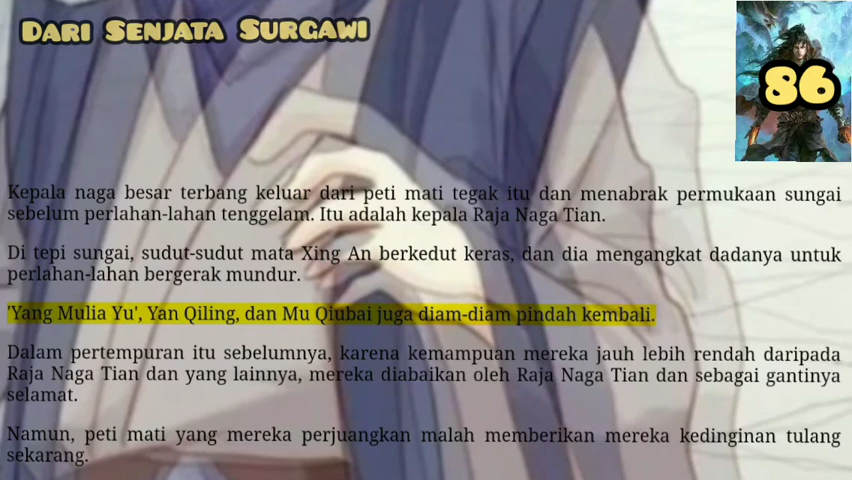 Dari Senjata Surgawi
86
Kepala naga besar terbang keluar dari peti mati tegak itu dan menabrak permukaan sungai
sebelum perlahan-lahan tenggelam. Itu adalah kepala Raja Naga Tian.
Di tepi sungai, sudut-sudut mata Xing An berkedut keras, dan dia mengangkat dadanya untuk
perlahan-lahan bergerak mundur.
'Yang Mulia Yu', Yan Qiling, dan Mu Qiubai juga diam-diam pindah kembali.
Dalam pertempuran itu sebelumnya, karena kemampuan mereka jauh lebih rendah daripada
Raja Naga Tian dan yang lainnya, mereka diabaikan oleh Raja Naga Tian dan sebagai gantinya
selamat.
Namun, peti mati yang mereka perjuangkan malah memberikan mereka kedinginan tulang
sekarang.